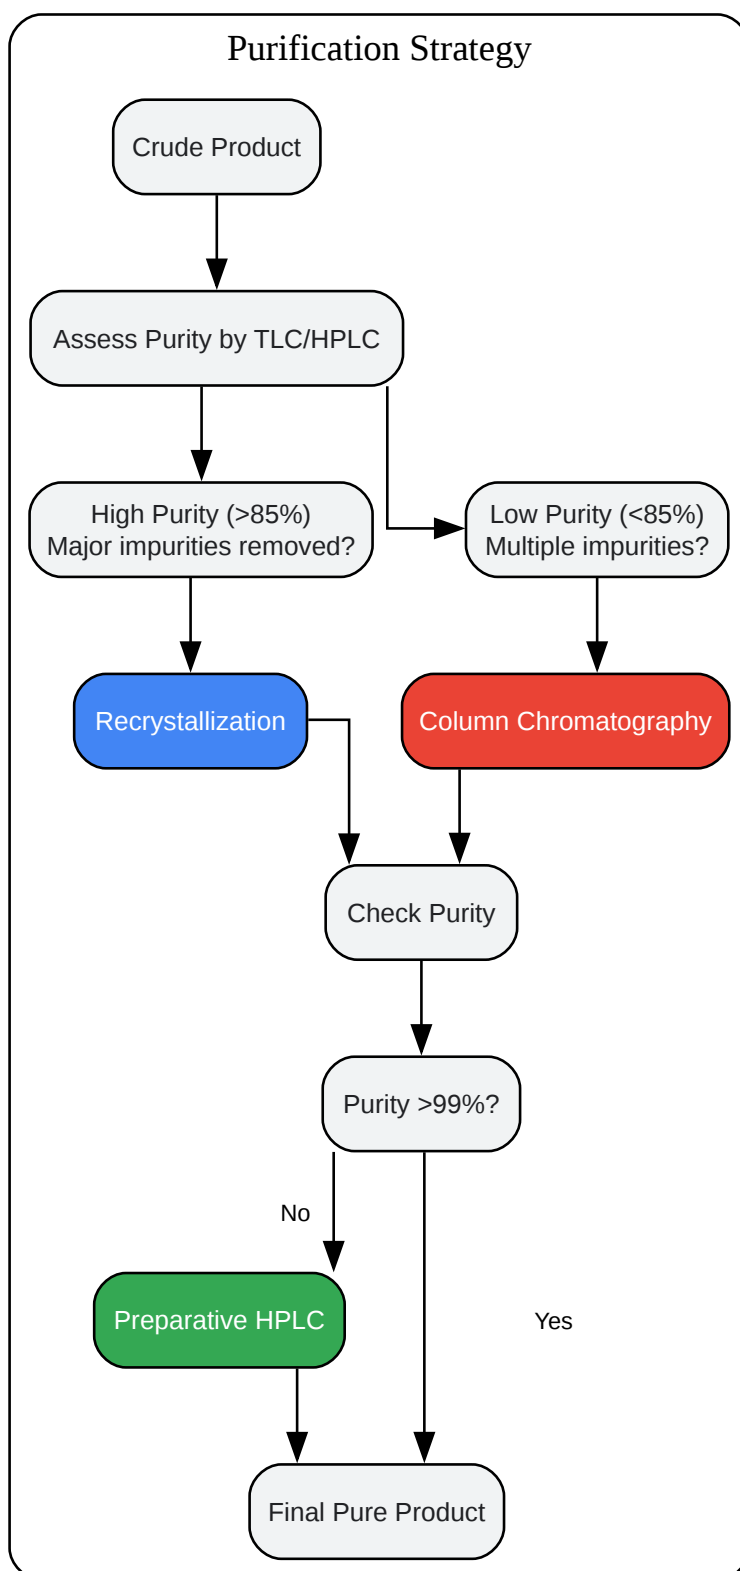 Purification Strategy
Crude Product
Assess Purity by TLC/HPLC
High Purity (>85%)
Major impurities removed?
Low Purity (<85%)
Multiple impurities?
Recrystallization
Column Chromatography
Check Purity
Purity >99%?
No
Preparative HPLC
Yes
Final Pure Product